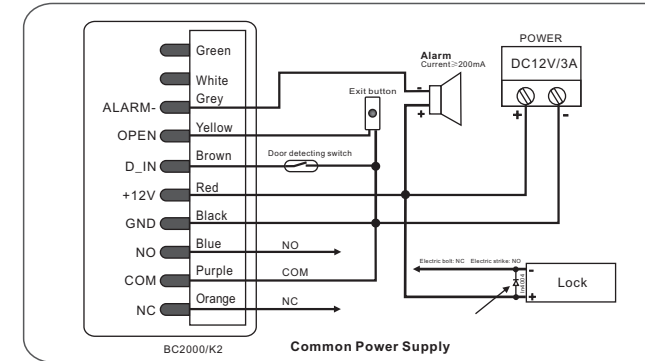 POWER
DC12V/3A
+ -
Alarm
Current≥200mA
-
+
Exit button
Green
White
ALARM- Grey
OPEN Yellow
Door detecting switch
D_IN Brown
+12V Red
GND Black
NO Blue NO
COM Purple COM
NC Orange NC
Electric bolt: NC Electric strike: NO
-
+
Lock
BC2000/K2
Common Power Supply